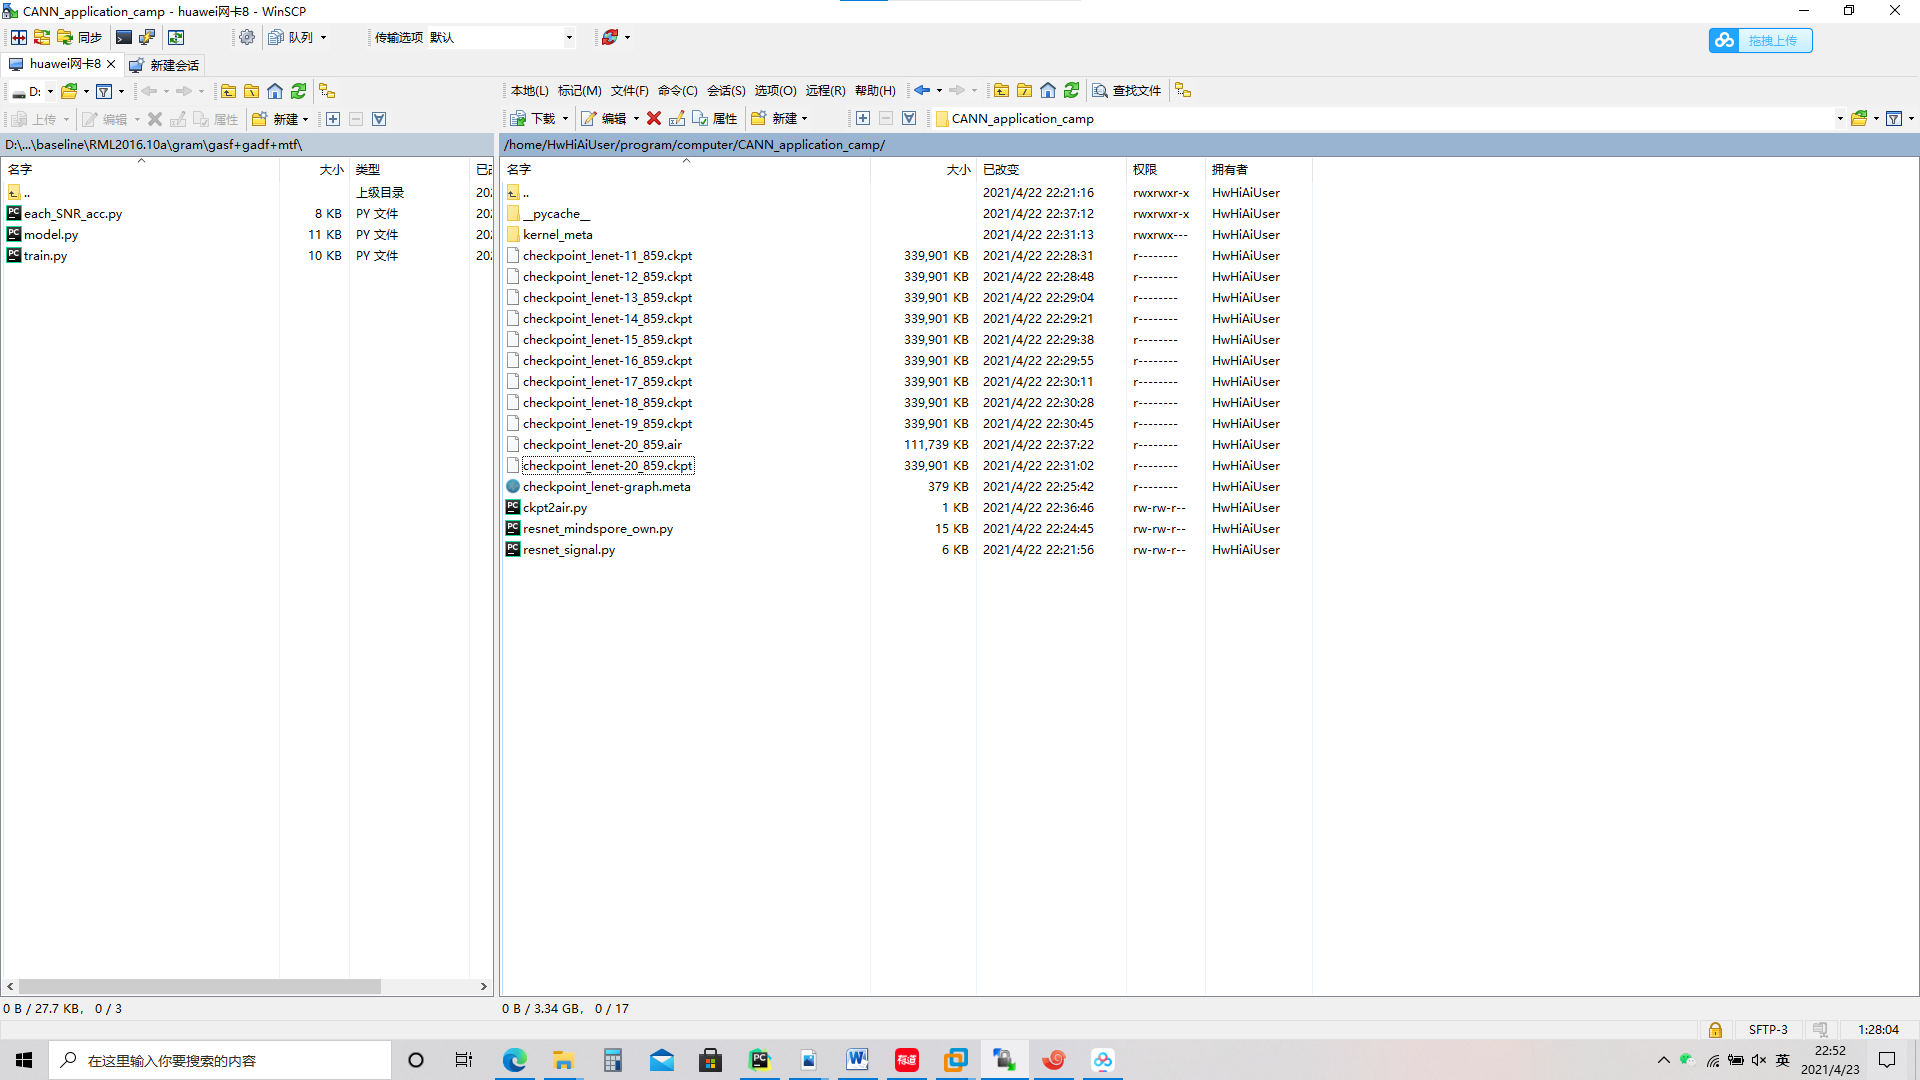 CANN_application_camp - huawei网卡8 - WinSCP
同步 队列 传输选项 默认
拖拽上传
huawei网卡8 新建会话
D:
本地(L) 标记(M) 文件(F) 命令(C) 会话(S) 选项(O) 远程(R) 帮助(H) 查找文件
上传 编辑 属性 新建
下载 编辑 属性 新建 CANN_application_camp
D:\...\baseline\RML2016.10a\gram\gasf+gadf+mtf\
名字 大小 类型 已改
.. 上级目录 202
each_SNR_acc.py 8 KB PY 文件 202
model.py 11 KB PY 文件 202
train.py 10 KB PY 文件 202
0 B / 27.7 KB, 0 / 3
/home/HwHiAiUser/program/computer/CANN_application_camp/
名字 大小 已改变 权限 拥有者
.. 2021/4/22 22:21:16 rwxrwxr-x HwHiAiUser
__pycache__ 2021/4/22 22:37:12 rwxrwxr-x HwHiAiUser
kernel_meta 2021/4/22 22:31:13 rwxrwx--- HwHiAiUser
checkpoint_lenet-11_859.ckpt 339,901 KB 2021/4/22 22:28:31 r-------- HwHiAiUser
checkpoint_lenet-12_859.ckpt 339,901 KB 2021/4/22 22:28:48 r-------- HwHiAiUser
checkpoint_lenet-13_859.ckpt 339,901 KB 2021/4/22 22:29:04 r-------- HwHiAiUser
checkpoint_lenet-14_859.ckpt 339,901 KB 2021/4/22 22:29:21 r-------- HwHiAiUser
checkpoint_lenet-15_859.ckpt 339,901 KB 2021/4/22 22:29:38 r-------- HwHiAiUser
checkpoint_lenet-16_859.ckpt 339,901 KB 2021/4/22 22:29:55 r-------- HwHiAiUser
checkpoint_lenet-17_859.ckpt 339,901 KB 2021/4/22 22:30:11 r-------- HwHiAiUser
checkpoint_lenet-18_859.ckpt 339,901 KB 2021/4/22 22:30:28 r-------- HwHiAiUser
checkpoint_lenet-19_859.ckpt 339,901 KB 2021/4/22 22:30:45 r-------- HwHiAiUser
checkpoint_lenet-20_859.air 111,739 KB 2021/4/22 22:37:22 r-------- HwHiAiUser
checkpoint_lenet-20_859.ckpt 339,901 KB 2021/4/22 22:31:02 r-------- HwHiAiUser
checkpoint_lenet-graph.meta 379 KB 2021/4/22 22:25:42 r-------- HwHiAiUser
ckpt2air.py 1 KB 2021/4/22 22:36:46 rw-rw-r-- HwHiAiUser
resnet_mindspore_own.py 15 KB 2021/4/22 22:24:45 rw-rw-r-- HwHiAiUser
resnet_signal.py 6 KB 2021/4/22 22:21:56 rw-rw-r-- HwHiAiUser
0 B / 3.34 GB, 0 / 17
SFTP-3 1:28:04
在这里输入你要搜索的内容
有道
英
22:52
2021/4/23